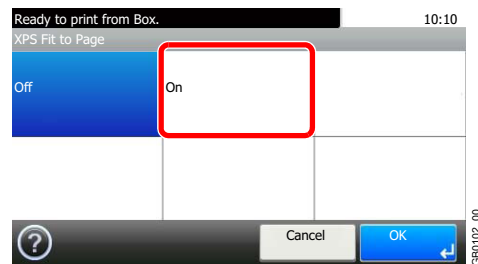 Ready to print from Box. 10:10
XPS Fit to Page
Off On
? Cancel OK
GB0102_00